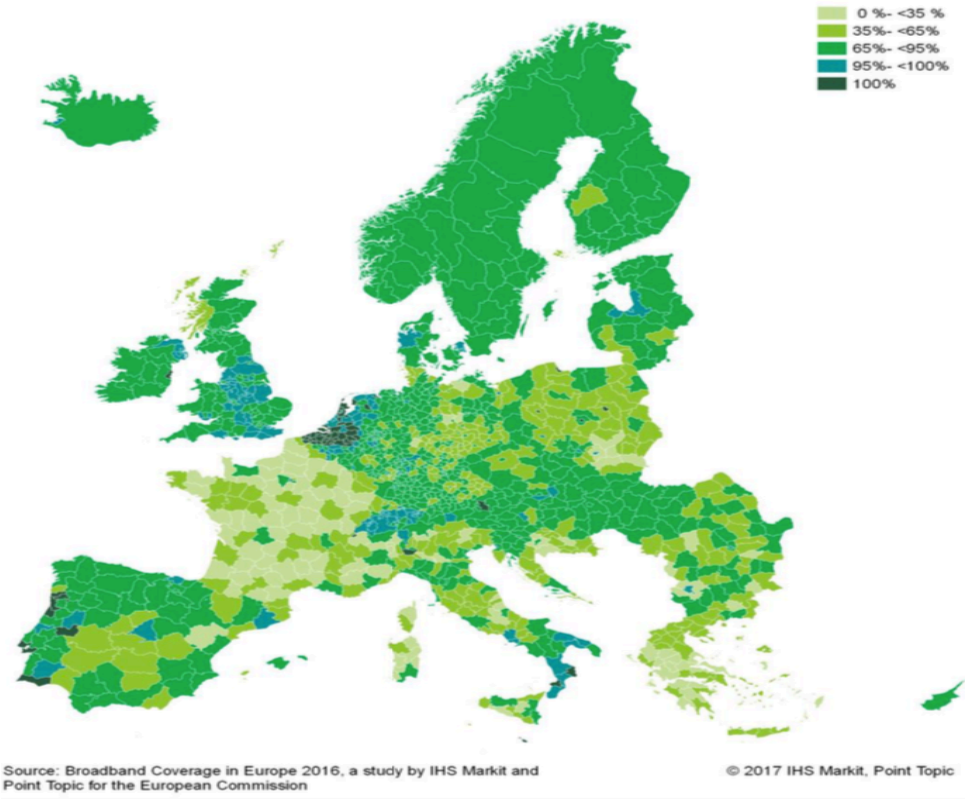 0 %- <35 %
35%- <65%
65%- <95%
95%- <100%
100%
Source: Broadband Coverage in Europe 2016, a study by IHS Markit and
Point Topic for the European Commission
© 2017 IHS Markit, Point Topic